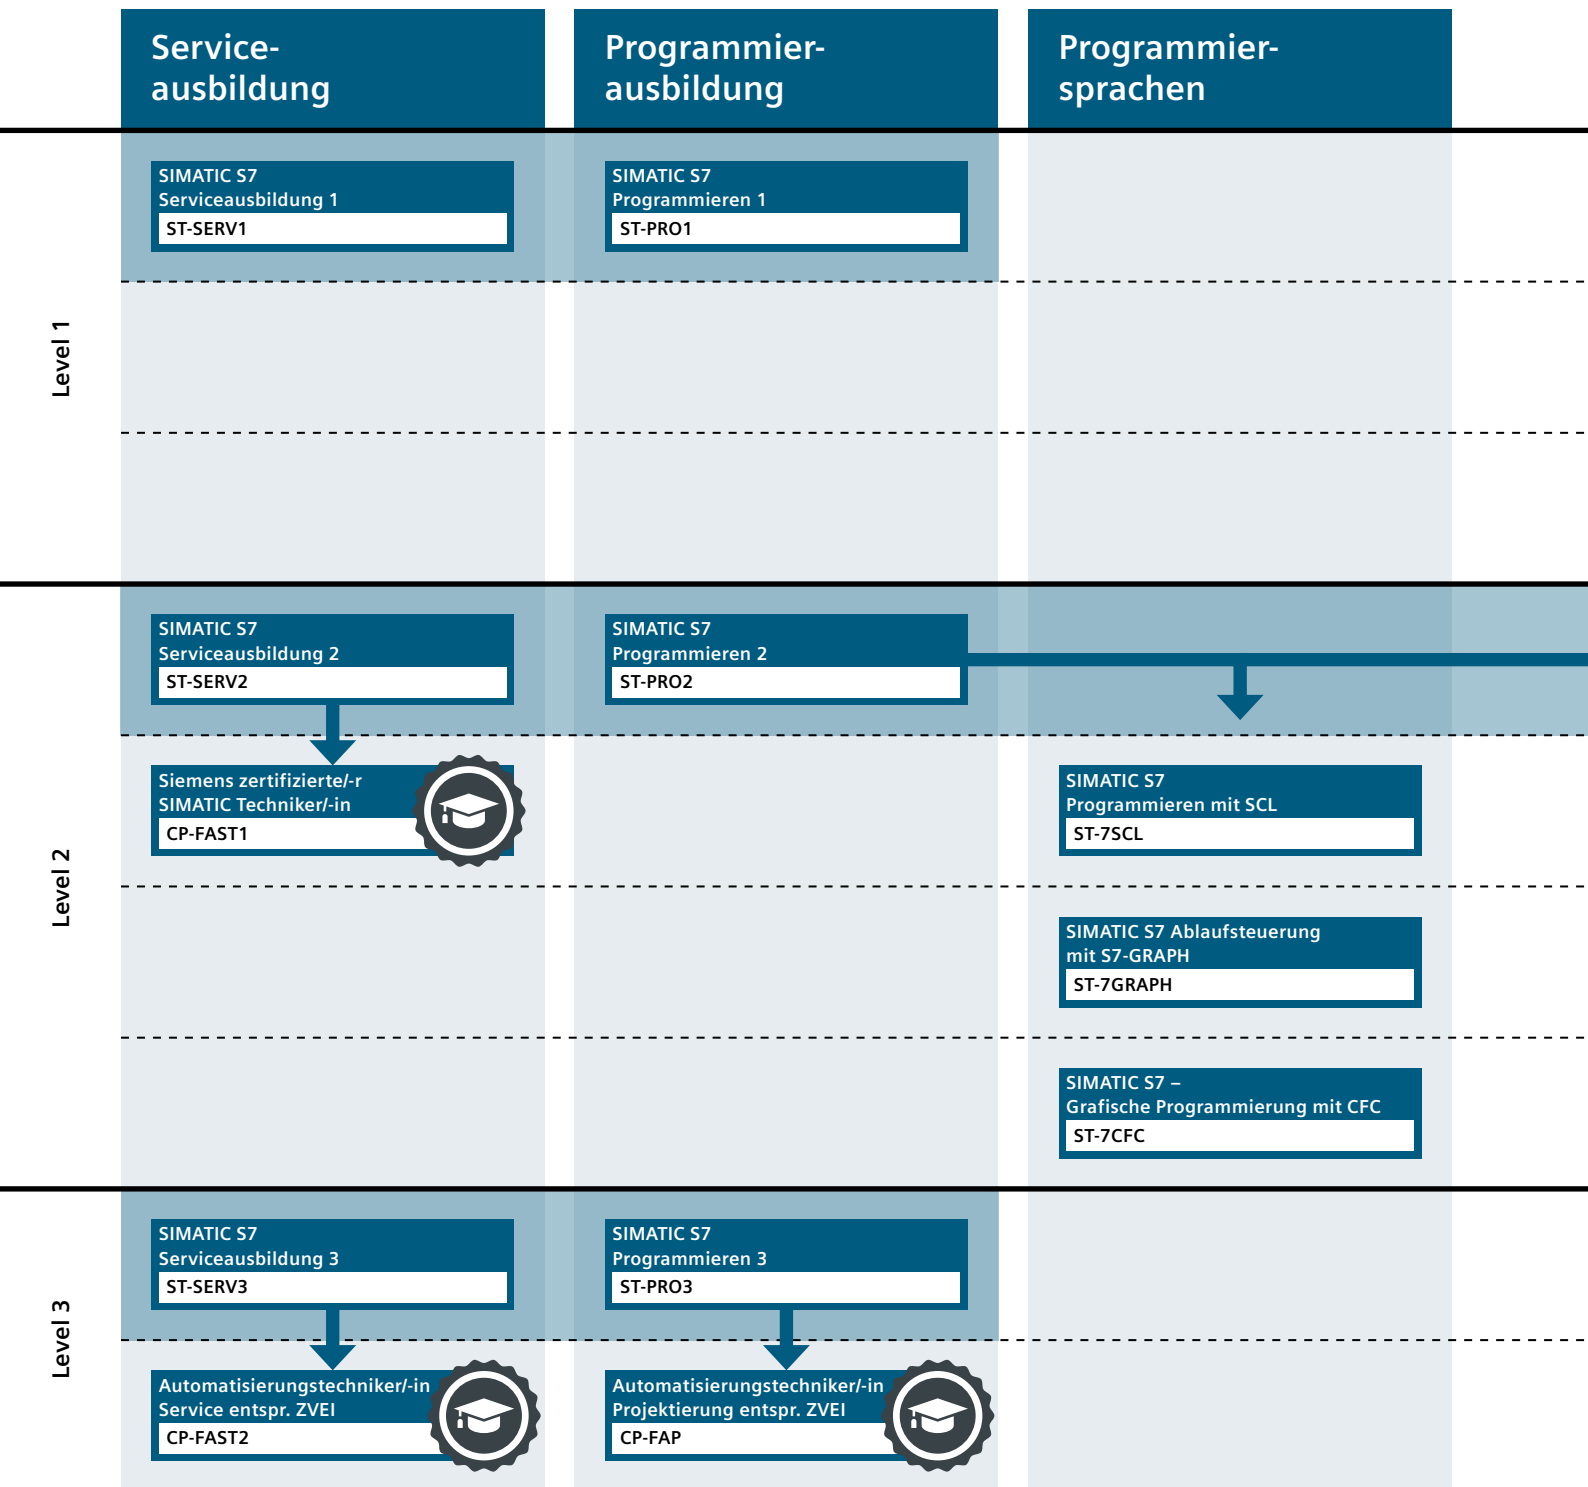 Service-
ausbildung
Programmier-
ausbildung
Programmier-
sprachen
Level 1
SIMATIC S7
Serviceausbildung 1
ST-SERV1
SIMATIC S7
Programmieren 1
ST-PRO1
Level 2
SIMATIC S7
Serviceausbildung 2
ST-SERV2
SIMATIC S7
Programmieren 2
ST-PRO2
Siemens zertifizierte/-r
SIMATIC Techniker/-in
CP-FAST1
SIMATIC S7
Programmieren mit SCL
ST-7SCL
SIMATIC S7 Ablaufsteuerung
mit S7-GRAPH
ST-7GRAPH
SIMATIC S7 –
Grafische Programmierung mit CFC
ST-7CFC
Level 3
SIMATIC S7
Serviceausbildung 3
ST-SERV3
SIMATIC S7
Programmieren 3
ST-PRO3
Automatisierungstechniker/-in
Service entspr. ZVEI
CP-FAST2
Automatisierungstechniker/-in
Projektierung entspr. ZVEI
CP-FAP